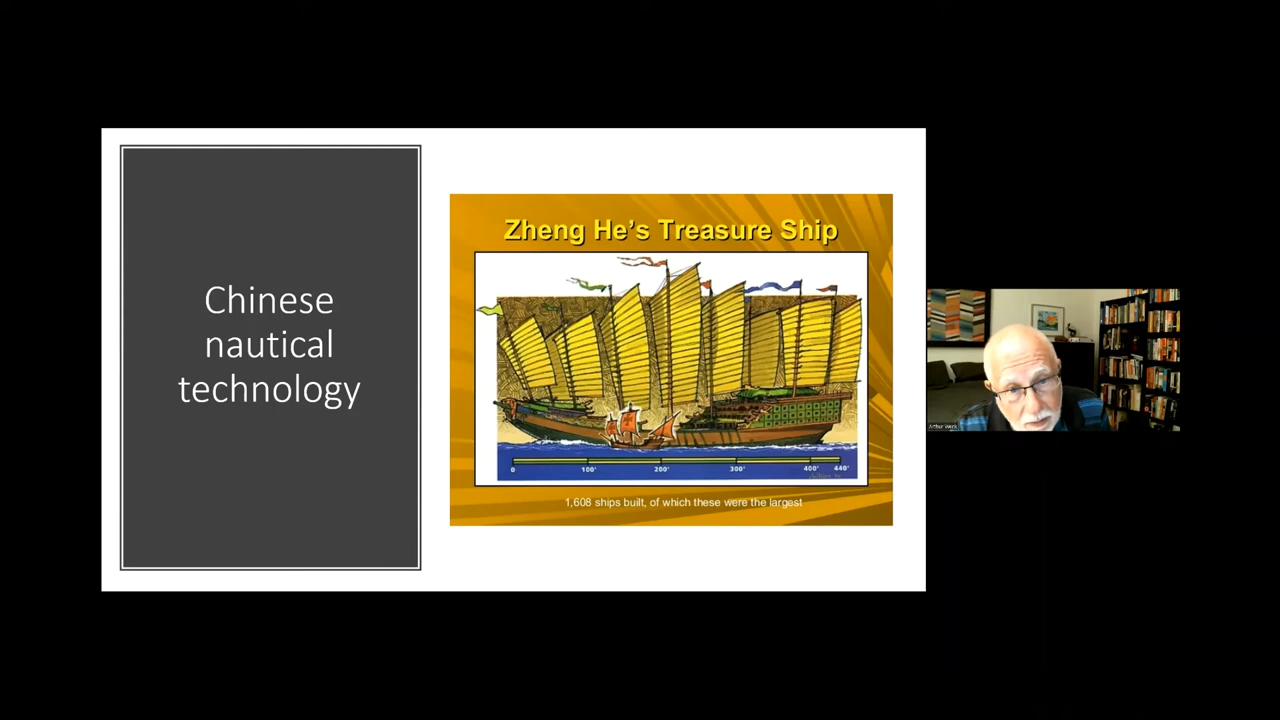 Chinese
nautical
technology
Zheng He's Treasure Ship
0 100' 200' 300' 400' 440'
1,608 ships built, of which these were the largest